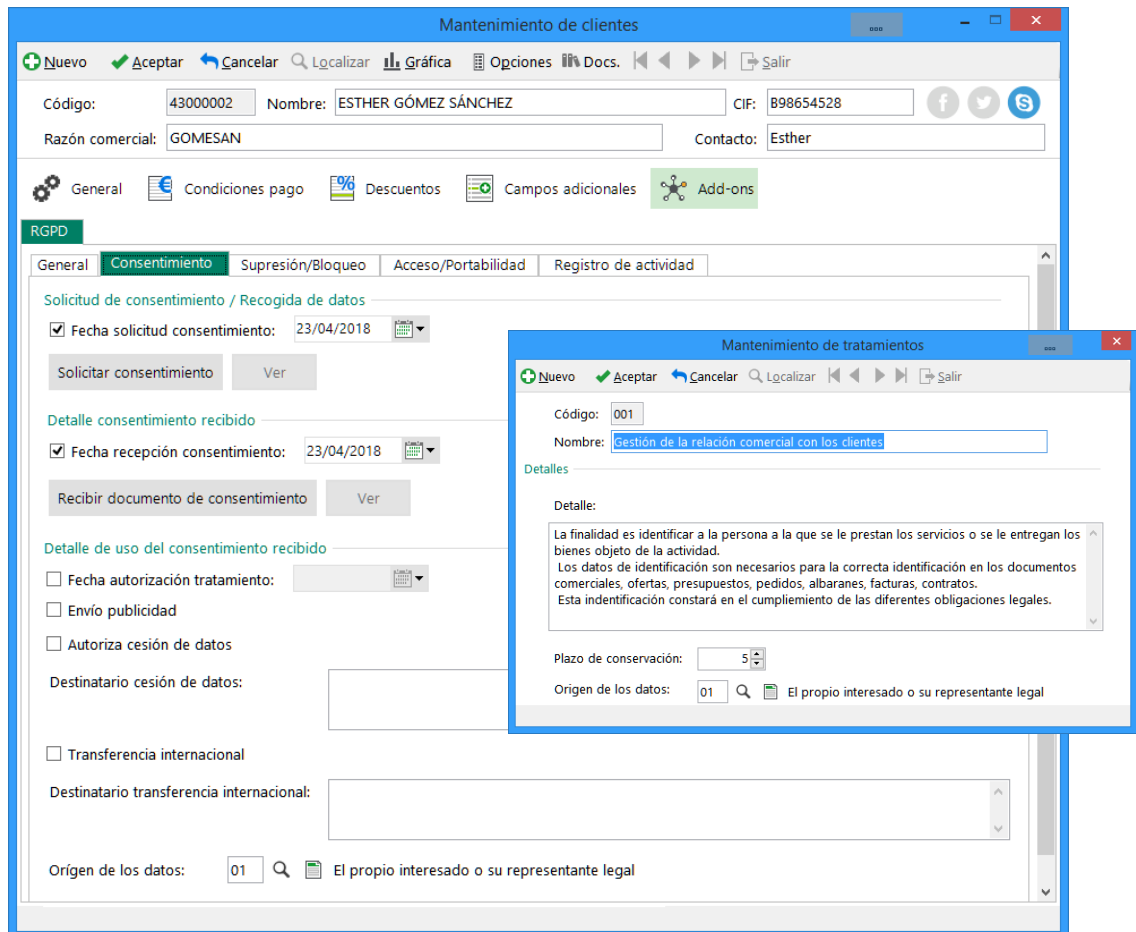 Mantenimiento de clientes
Nuevo Aceptar Cancelar Localizar Gráfica Opciones Docs. Salir
Código: 43000002 Nombre: ESTHER GÓMEZ SÁNCHEZ CIF: B98654528
Razón comercial: GOMESAN Contacto: Esther
General Condiciones pago Descuentos Campos adicionales Add-ons
RGPD
General Consentimiento Supresión/Bloqueo Acceso/Portabilidad Registro de actividad
Solicitud de consentimiento / Recogida de datos
Fecha solicitud consentimiento: 23/04/2018
Solicitar consentimiento Ver
Detalle consentimiento recibido
Fecha recepción consentimiento: 23/04/2018
Recibir documento de consentimiento Ver
Detalle de uso del consentimiento recibido
Fecha autorización tratamiento:
Envío publicidad
Autoriza cesión de datos
Destinatario cesión de datos:
Transferencia internacional
Destinatario transferencia internacional:
Orígen de los datos: 01 El propio interesado o su representante legal
Mantenimiento de tratamientos
Nuevo Aceptar Cancelar Localizar Salir
Código: 001
Nombre: Gestión de la relación comercial con los clientes
Detalles
Detalle:
La finalidad es identificar a la persona a la que se le prestan los servicios o se le entregan los
bienes objeto de la actividad.
Los datos de identificación son necesarios para la correcta identificación en los documentos
comerciales, ofertas, presupuestos, pedidos, albaranes, facturas, contratos.
Esta indentificación constará en el cumpliemiento de las diferentes obligaciones legales.
Plazo de conservación: 5
Origen de los datos: 01 El propio interesado o su representante legal